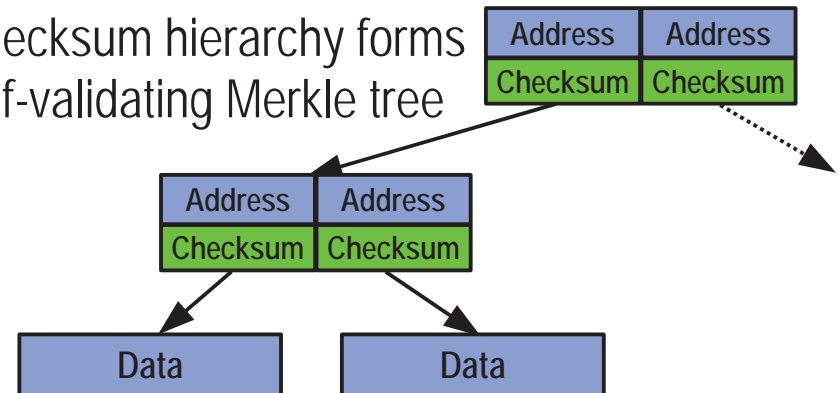 ecksum hierarchy forms
f-validating Merkle tree
Address Address
Checksum Checksum
Address Address
Checksum Checksum
Data Data